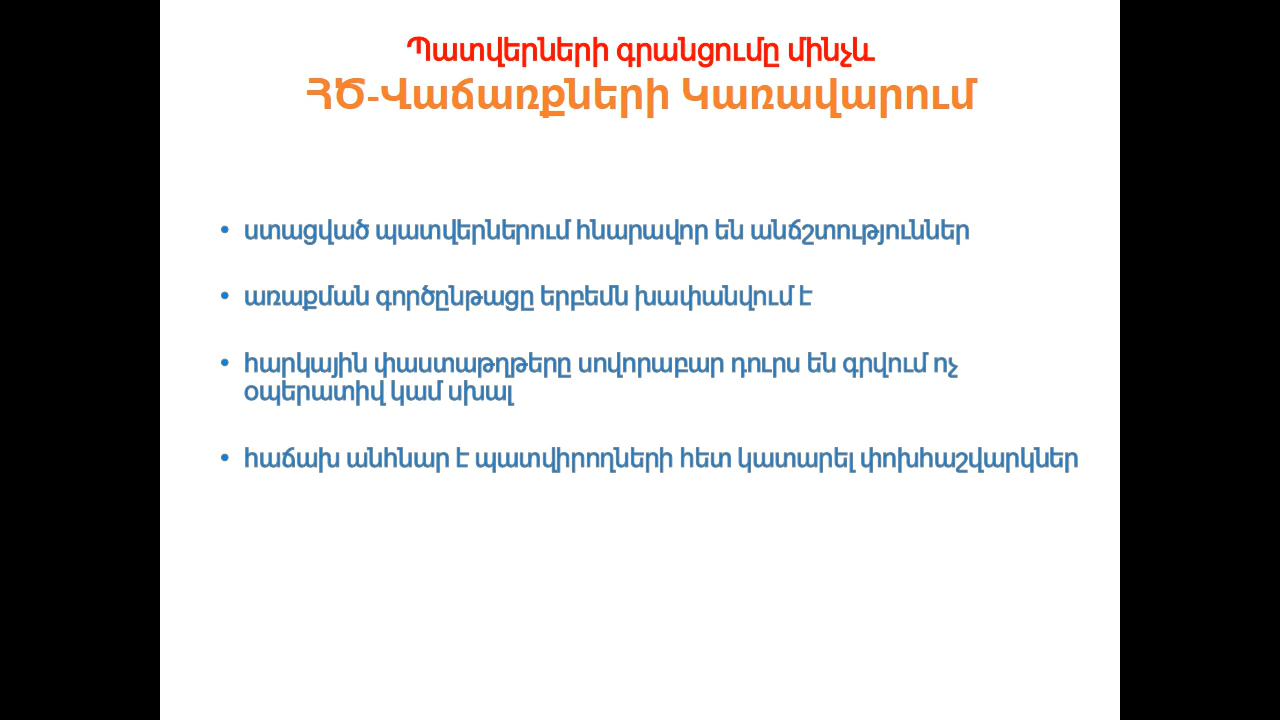 Պատվերների գրանցումը մինչև
ՀԾ-Վաճառքների Կառավարում
• ստացված պատվերներում հնարավոր են անճշտություններ
• առաքման գործընթացը երբեմն խափանվում է
• հարկային փաստաթղթերը սովորաբար դուրս են գրվում ոչ
օպերատիվ կամ սխալ
• հաճախ անհնար է պատվիրողների հետ կատարել փոխհաշվարկներ